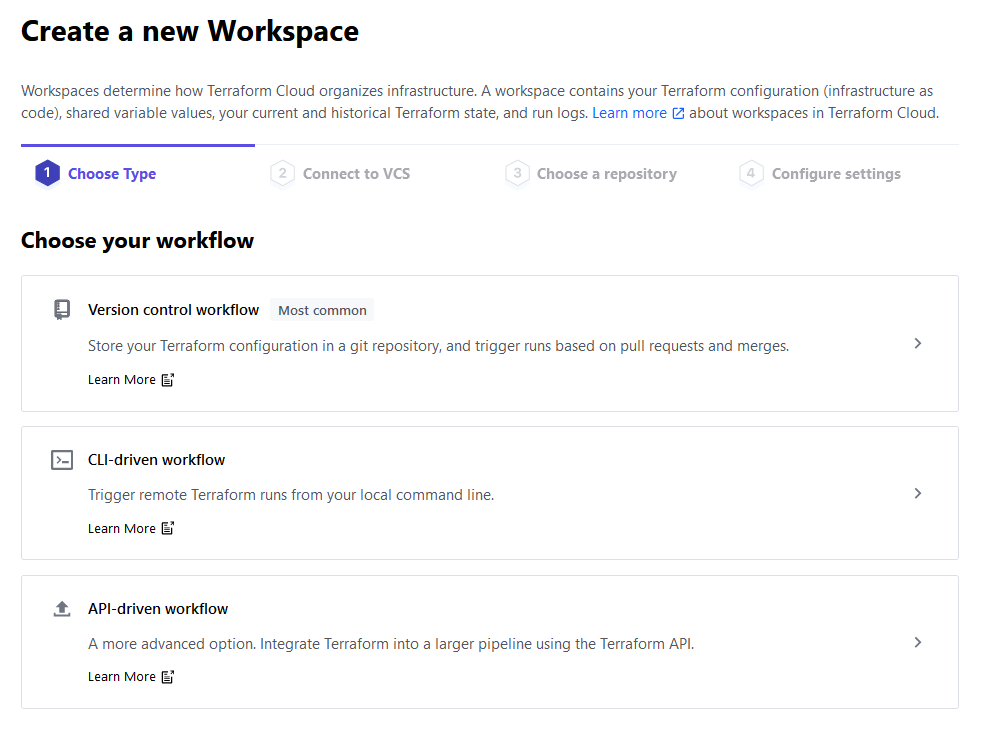 Create a new Workspace
Workspaces determine how Terraform Cloud organizes infrastructure. A workspace contains your Terraform configuration (infrastructure as
code), shared variable values, your current and historical Terraform state, and run logs. Learn more about workspaces in Terraform Cloud.
1 Choose Type 2 Connect to VCS 3 Choose a repository 4 Configure settings
Choose your workflow
Version control workflow Most common
Store your Terraform configuration in a git repository, and trigger runs based on pull requests and merges.
Learn More
CLI-driven workflow
Trigger remote Terraform runs from your local command line.
Learn More
API-driven workflow
A more advanced option. Integrate Terraform into a larger pipeline using the Terraform API.
Learn More